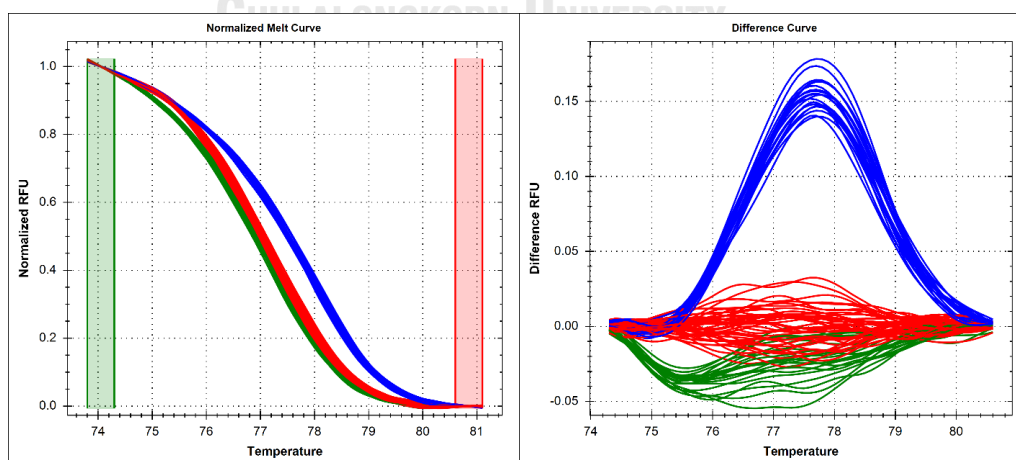 CHULALONGKORN UNIVERSITY
Normalized Melt Curve
Normalized RFU
1.0
0.8
0.6
0.4
0.2
0.0
74 75 76 77 78 79 80 81
Temperature
Difference Curve
Difference RFU
0.15
0.10
0.05
0.00
-0.05
74 75 76 77 78 79 80
Temperature